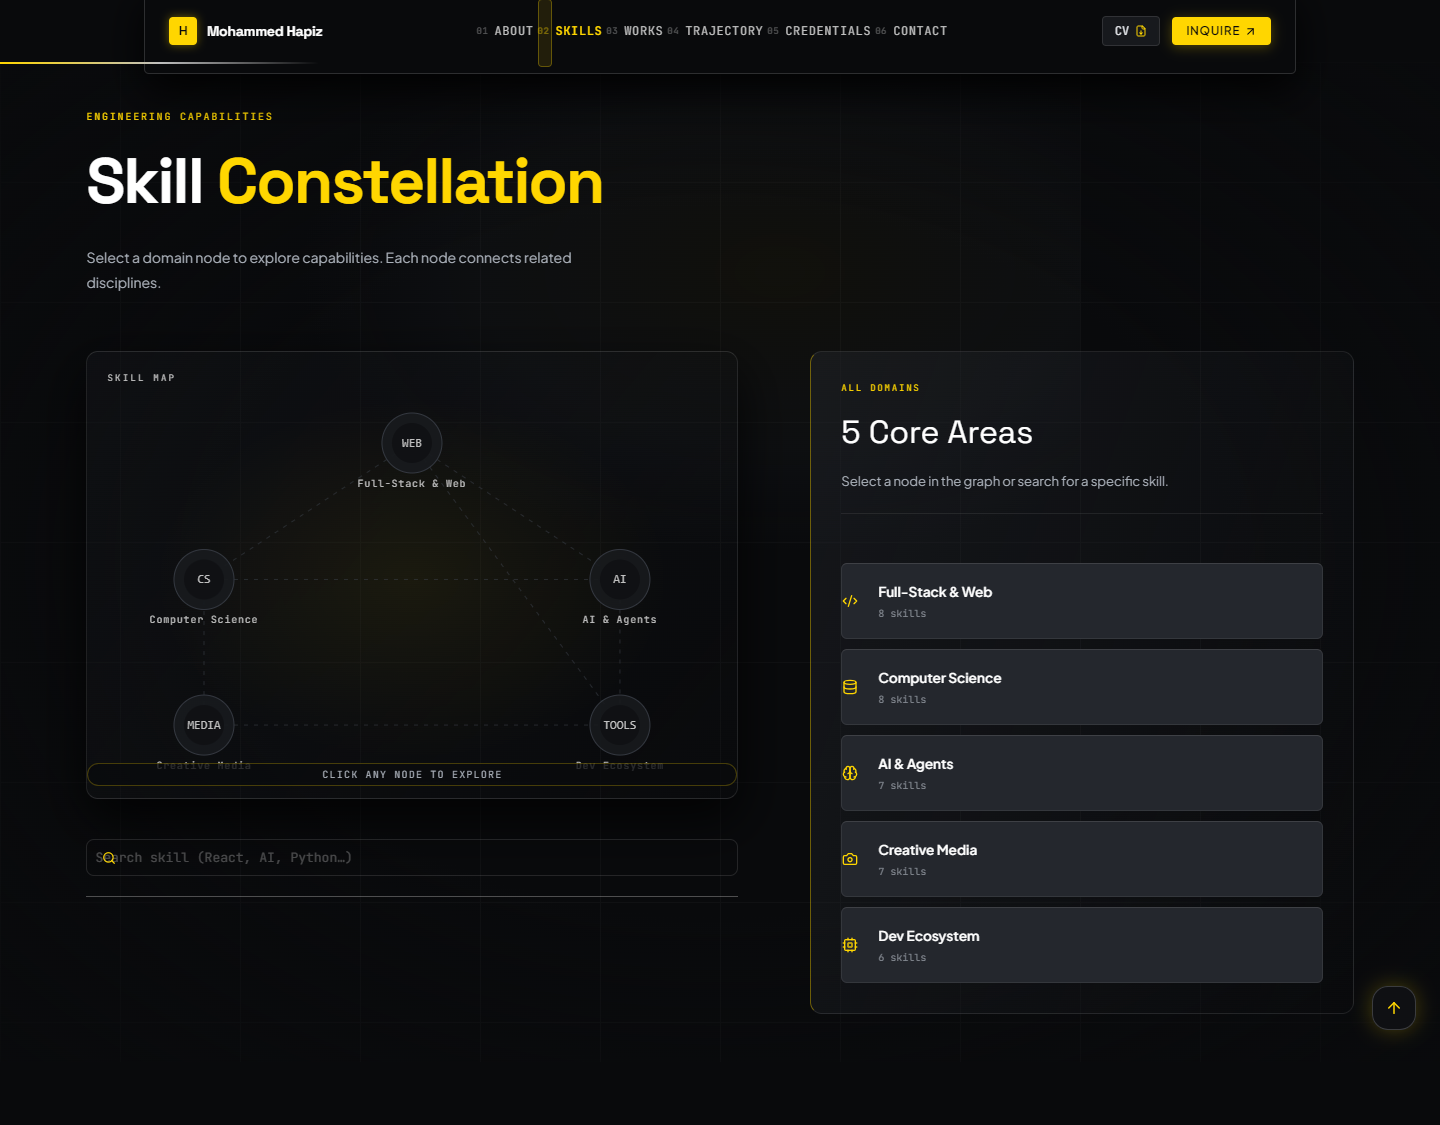 H Mohammed Hapiz
01 ABOUT 02 SKILLS 03 WORKS 04 TRAJECTORY 05 CREDENTIALS 06 CONTACT
CV INQUIRE
ENGINEERING CAPABILITIES
Skill Constellation
Select a domain node to explore capabilities. Each node connects related
disciplines.
SKILL MAP
WEB
Full-Stack & Web
CS
Computer Science
AI
AI & Agents
MEDIA
Creative Media
TOOLS
Dev Ecosystem
CLICK ANY NODE TO EXPLORE
Search skill (React, AI, Python…)
ALL DOMAINS
5 Core Areas
Select a node in the graph or search for a specific skill.
Full-Stack & Web
8 skills
Computer Science
8 skills
AI & Agents
7 skills
Creative Media
7 skills
Dev Ecosystem
6 skills